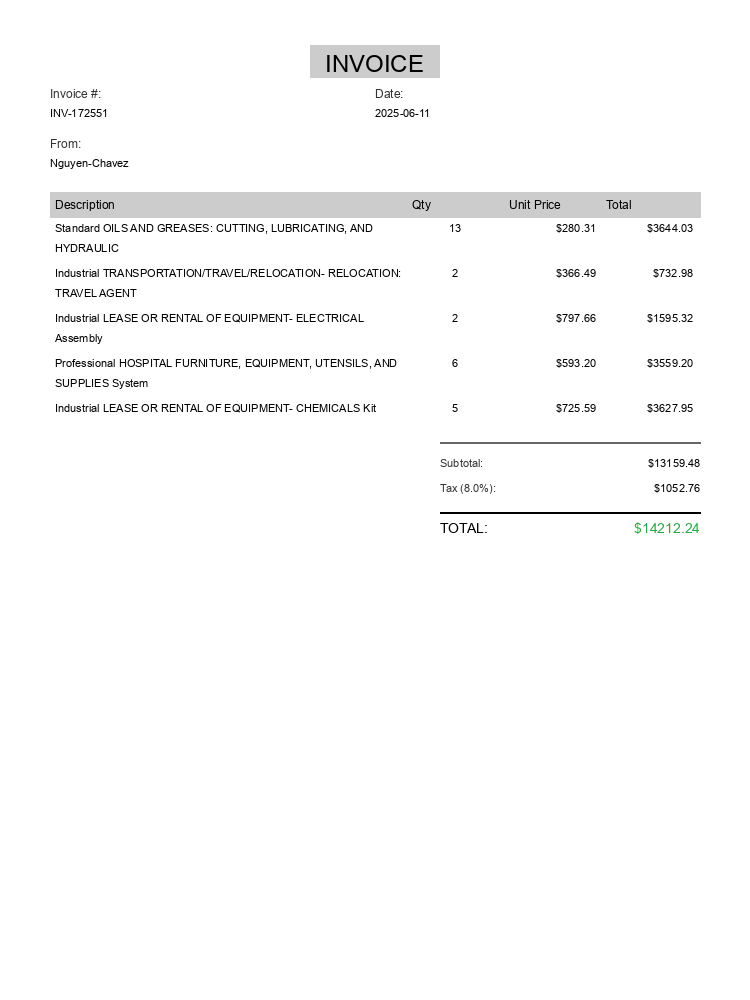 INVOICE
Invoice #: Date:
INV-172551 2025-06-11
From:
Nguyen-Chavez
Description Qty Unit Price Total
Standard OILS AND GREASES: CUTTING, LUBRICATING, AND 13 $280.31 $3644.03
HYDRAULIC
Industrial TRANSPORTATION/TRAVEL/RELOCATION- RELOCATION: 2 $366.49 $732.98
TRAVEL AGENT
Industrial LEASE OR RENTAL OF EQUIPMENT- ELECTRICAL 2 $797.66 $1595.32
Assembly
Professional HOSPITAL FURNITURE, EQUIPMENT, UTENSILS, AND 6 $593.20 $3559.20
SUPPLIES System
Industrial LEASE OR RENTAL OF EQUIPMENT- CHEMICALS Kit 5 $725.59 $3627.95
Subtotal: $13159.48
Tax (8.0%): $1052.76
TOTAL: $14212.24